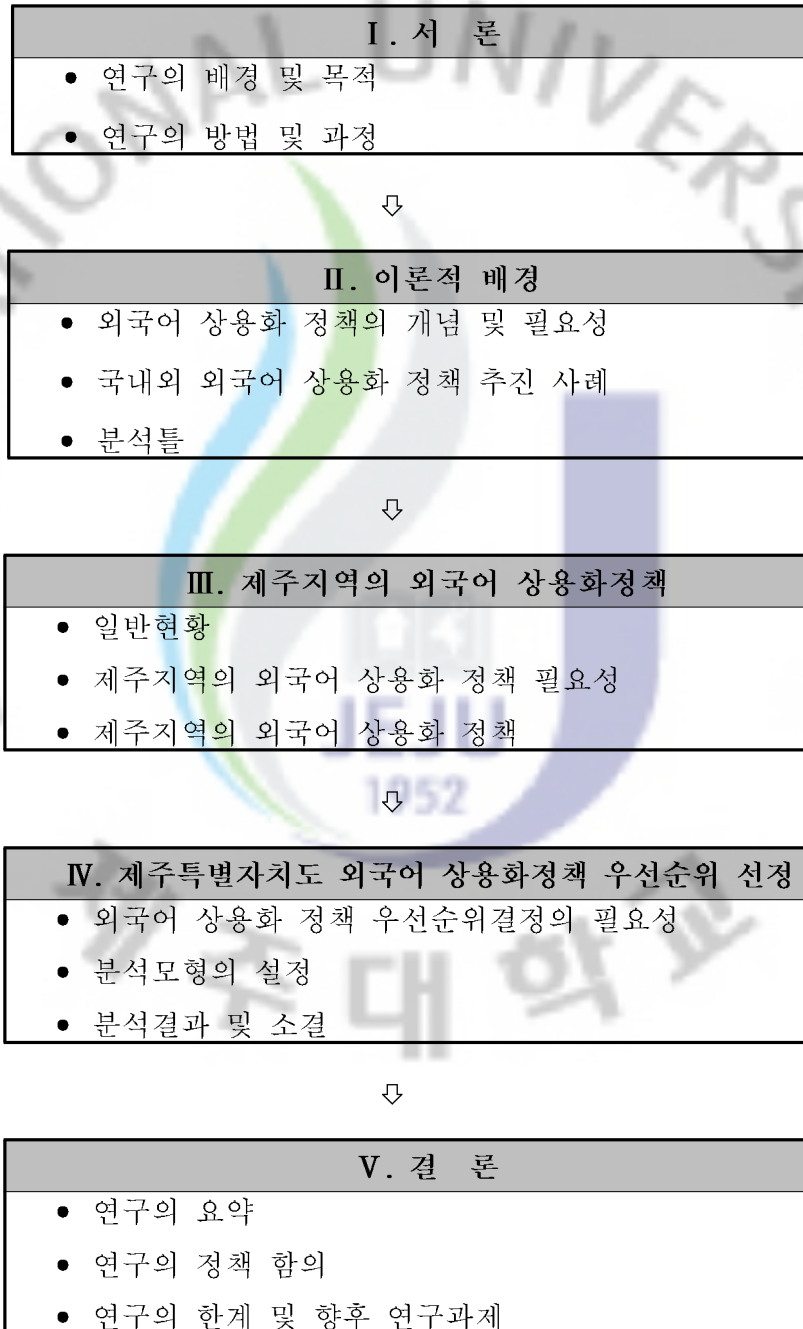 Ⅰ. 서 론
• 연구의 배경 및 목적
• 연구의 방법 및 과정
⇩
Ⅱ. 이론적 배경
• 외국어 상용화 정책의 개념 및 필요성
• 국내외 외국어 상용화 정책 추진 사례
• 분석틀
⇩
Ⅲ. 제주지역의 외국어 상용화정책
• 일반현황
• 제주지역의 외국어 상용화 정책 필요성
• 제주지역의 외국어 상용화 정책
JEJU
1952
⇩
Ⅳ. 제주특별자치도 외국어 상용화정책 우선순위 선정
• 외국어 상용화 정책 우선순위결정의 필요성
• 분석모형의 설정
• 분석결과 및 소결
⇩
Ⅴ. 결 론
• 연구의 요약
• 연구의 정책 함의
• 연구의 한계 및 향후 연구과제